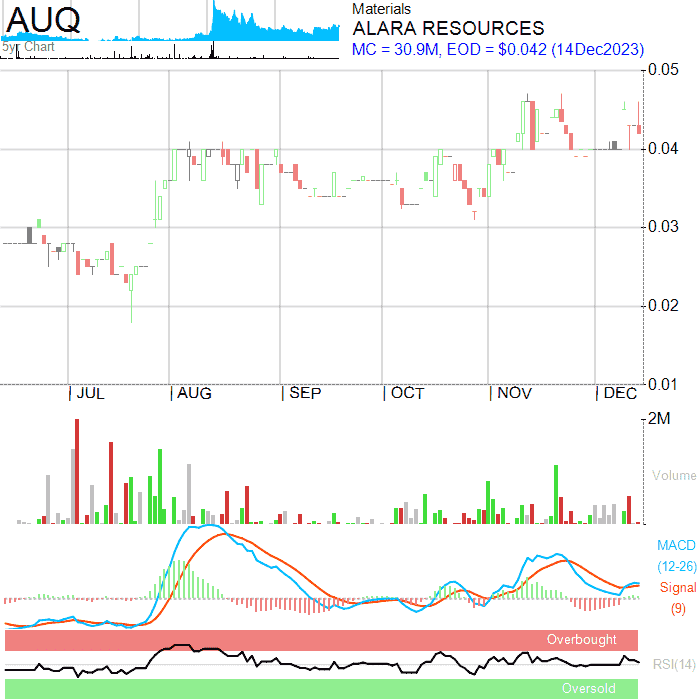 AUQ
5yr Chart
Materials
ALARA RESOURCES
MC = 30.9M, EOD = $0.042 (14Dec2023)
0.05
0.04
0.03
0.02
0.01
JUL AUG SEP OCT NOV DEC
2M
Volume
MACD
(12-26)
Signal
(9)
Overbought
RSI(14)
Oversold